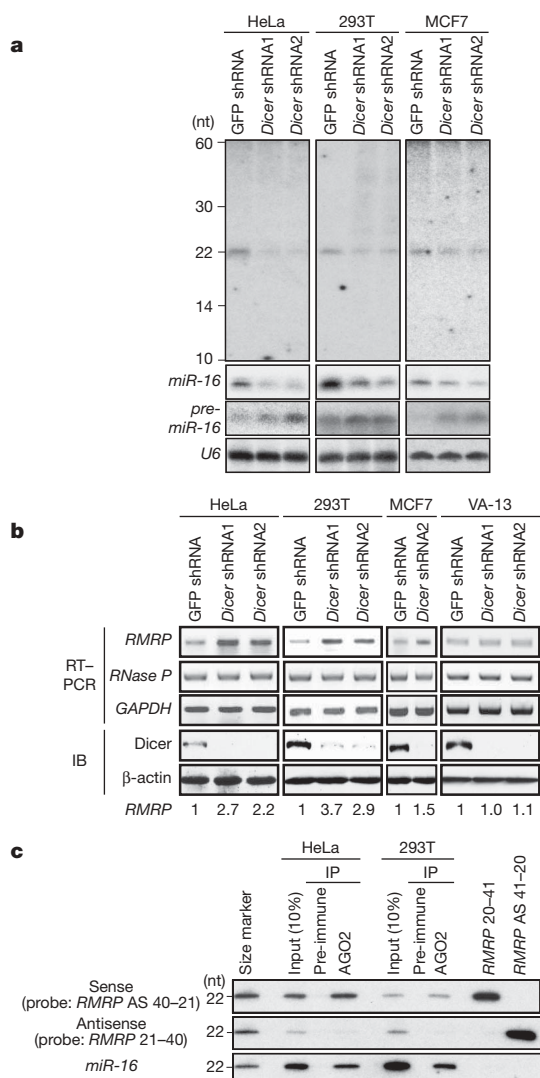 a
HeLa 293T MCF7
GFP shRNA Dicer shRNA1 Dicer shRNA2 GFP shRNA Dicer shRNA1 Dicer shRNA2 GFP shRNA Dicer shRNA1 Dicer shRNA2
(nt)
60
30
22
14
10
miR-16
pre-
miR-16
U6
b
HeLa 293T MCF7 VA-13
GFP shRNA Dicer shRNA1 Dicer shRNA2 GFP shRNA Dicer shRNA1 Dicer shRNA2 GFP shRNA Dicer shRNA2 GFP shRNA Dicer shRNA1 Dicer shRNA2
RT–
PCR
RMRP
RNase P
GAPDH
IB
Dicer
β-actin
RMRP 1 2.7 2.2 1 3.7 2.9 1 1.5 1 1.0 1.1
c
HeLa 293T
IP IP
Size marker Input (10%) Pre-immune AGO2 Input (10%) Pre-immune AGO2 RMRP 20–41 RMRP AS 41–20
(nt)
Sense
(probe: RMRP AS 40–21)
22
Antisense
(probe: RMRP 21–40)
22
miR-16 22